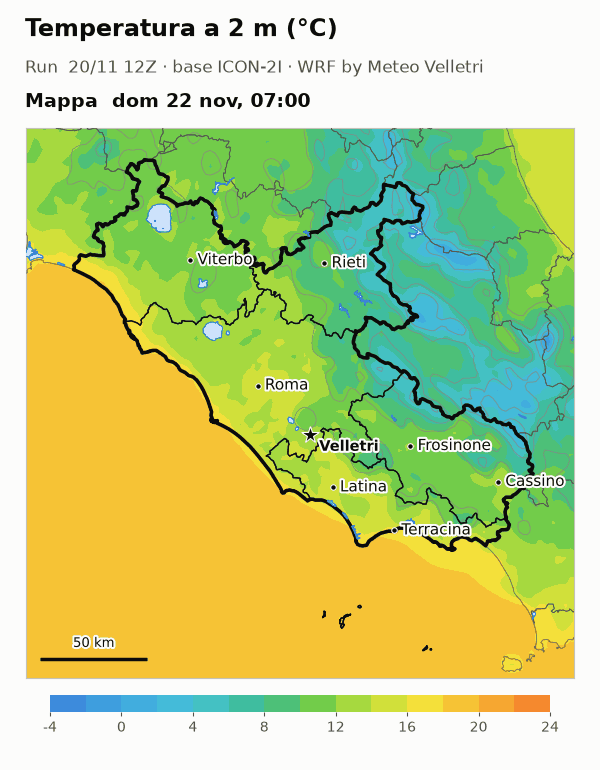 Temperatura a 2 m (°C)
Run  20/11 12Z · base ICON-2I · WRF by Meteo Velletri
Mappa  dom 22 nov, 07:00
Viterbo
Rieti
Roma
Velletri
Frosinone
Cassino
Latina
Terracina
50 km
-4 0 4 8 12 16 20 24